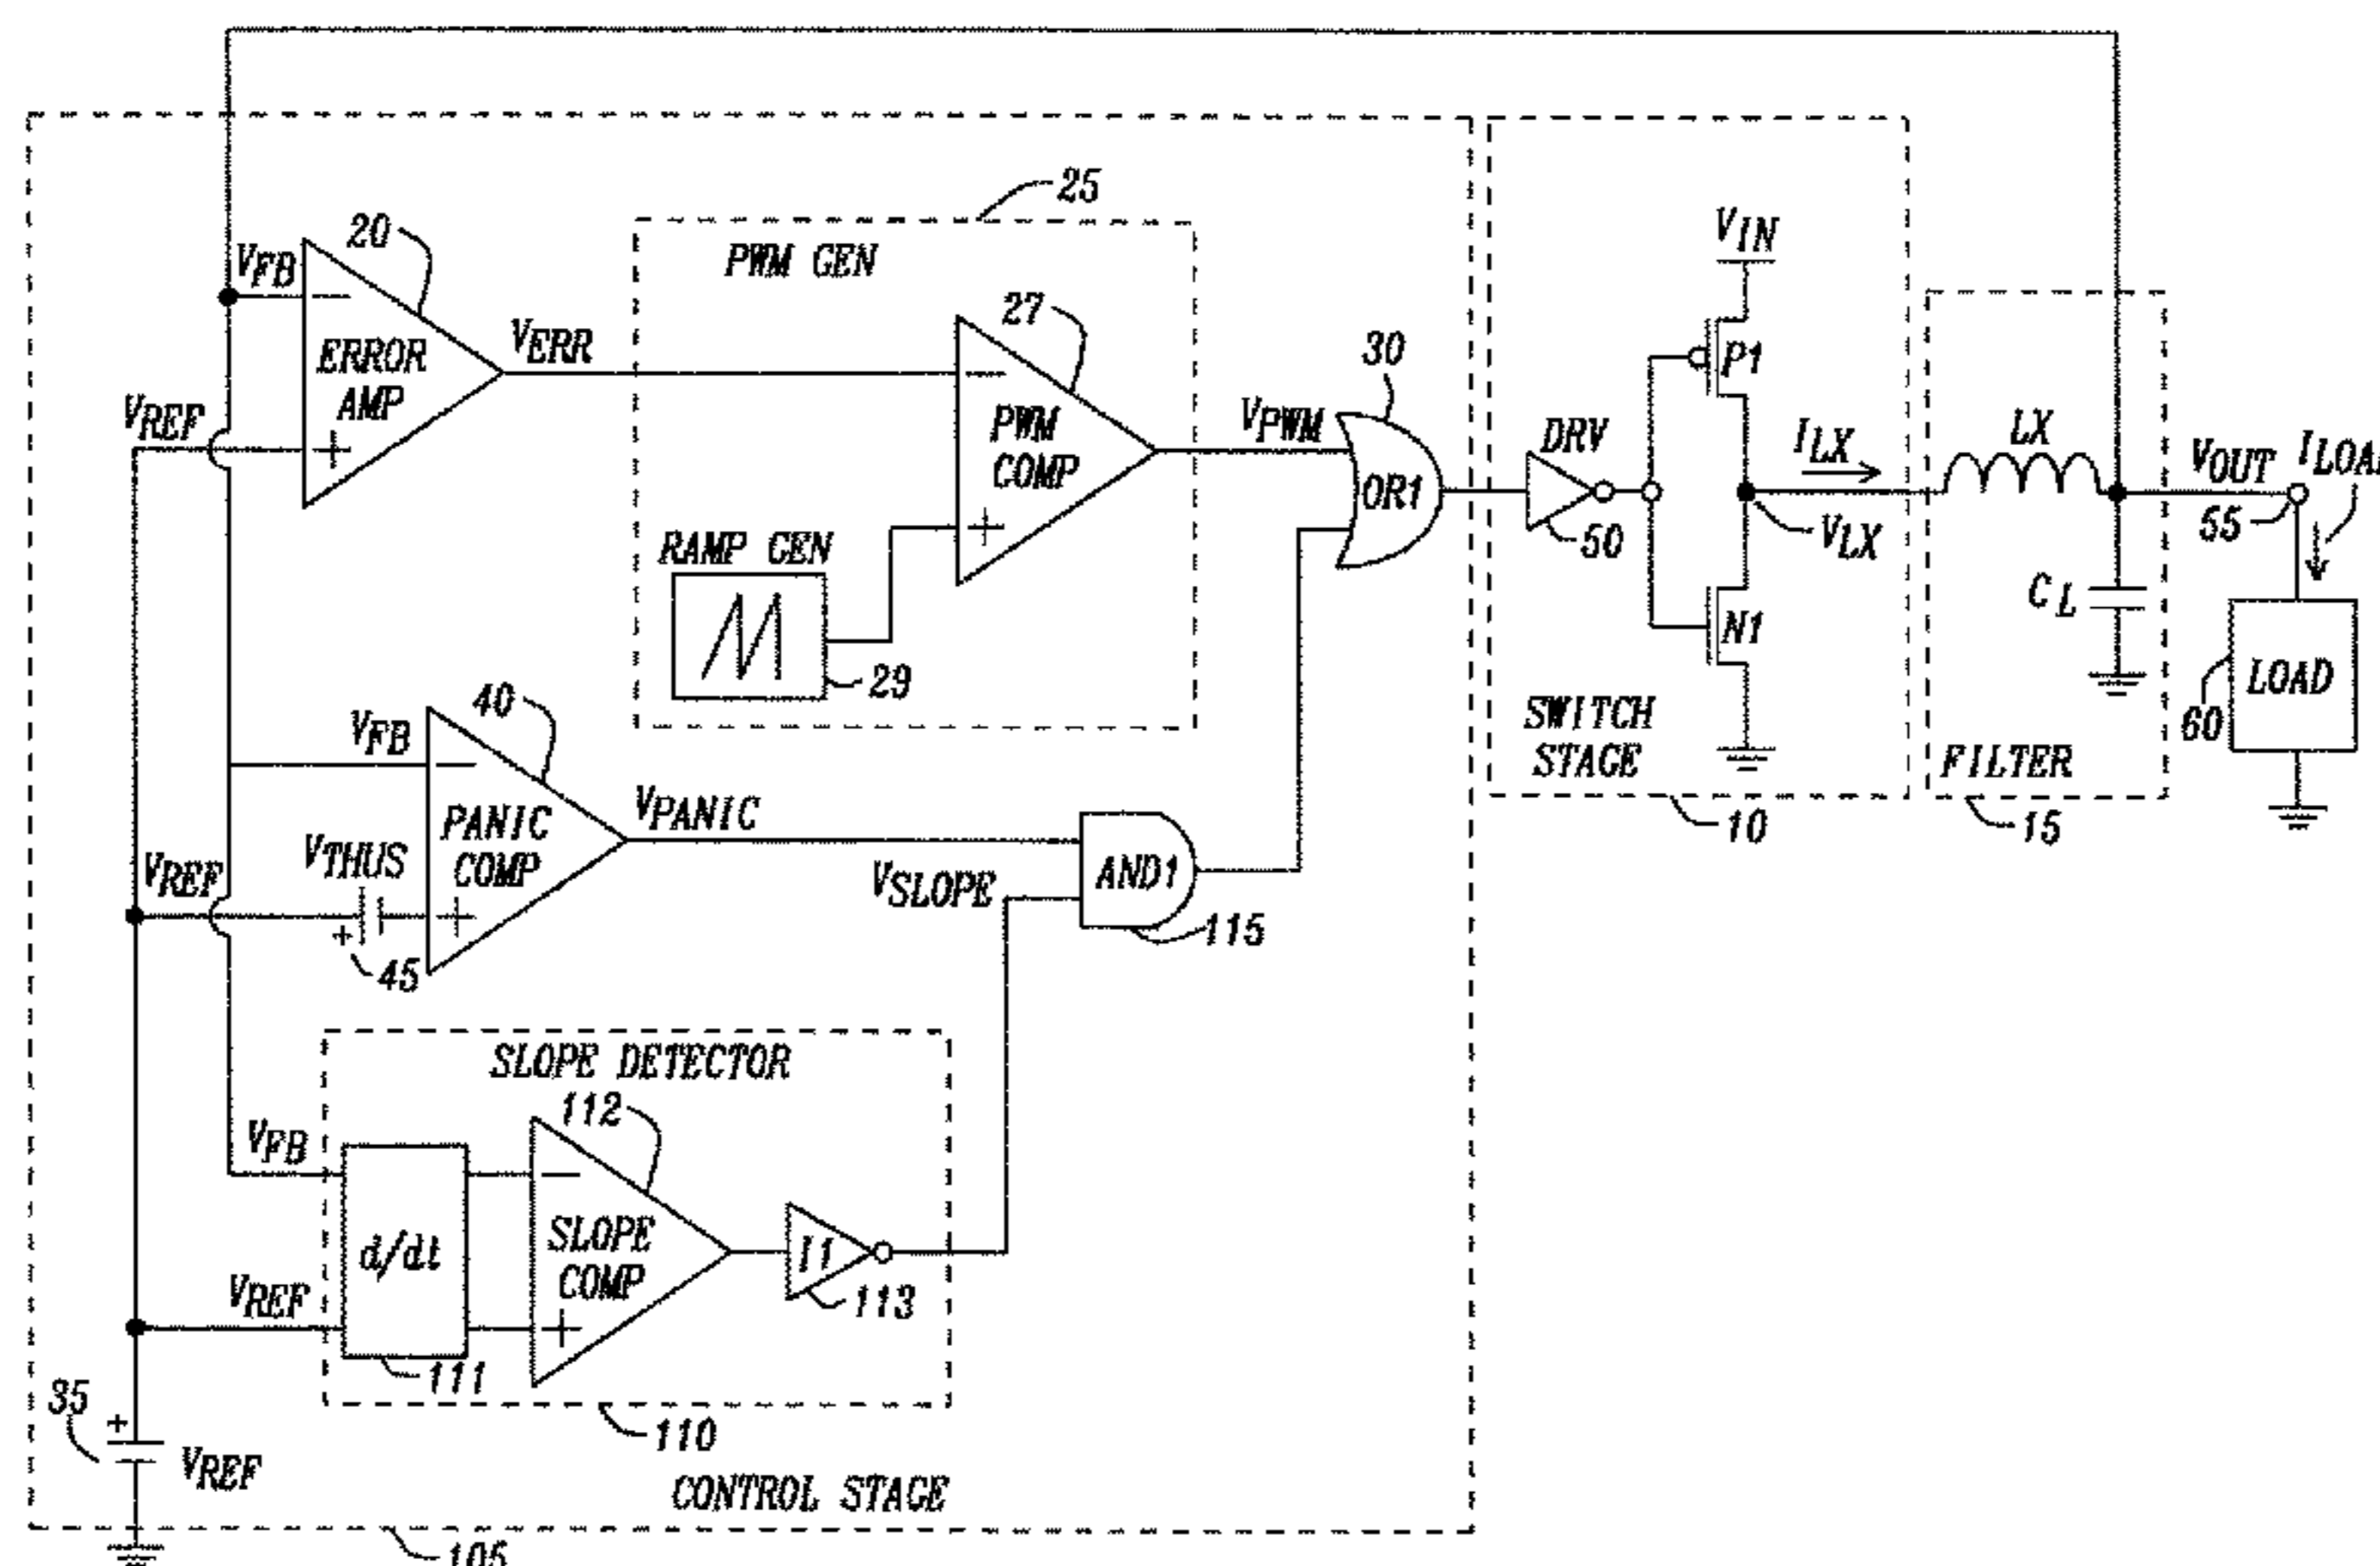 25
20
PWM GEN
VIN
VFB
ERROR
AMP
VERR
27
P1
VREF
PWM
COMP
VPWM
30
OR1
DRV
50
ILX
VLX
LX
VOUT
55
RAMP GEN
29
N1
CL
LOAD
60
SWITCH
STAGE
10
FILTER
15
40
VFB
PANIC
COMP
VPANIC
VTHUS
VREF
+
45
VSLOPE
AND1
115
SLOPE DETECTOR
112
VFB
d/dt
SLOPE
COMP
I1
113
VREF
111
110
35
+
VREF
CONTROL STAGE
105